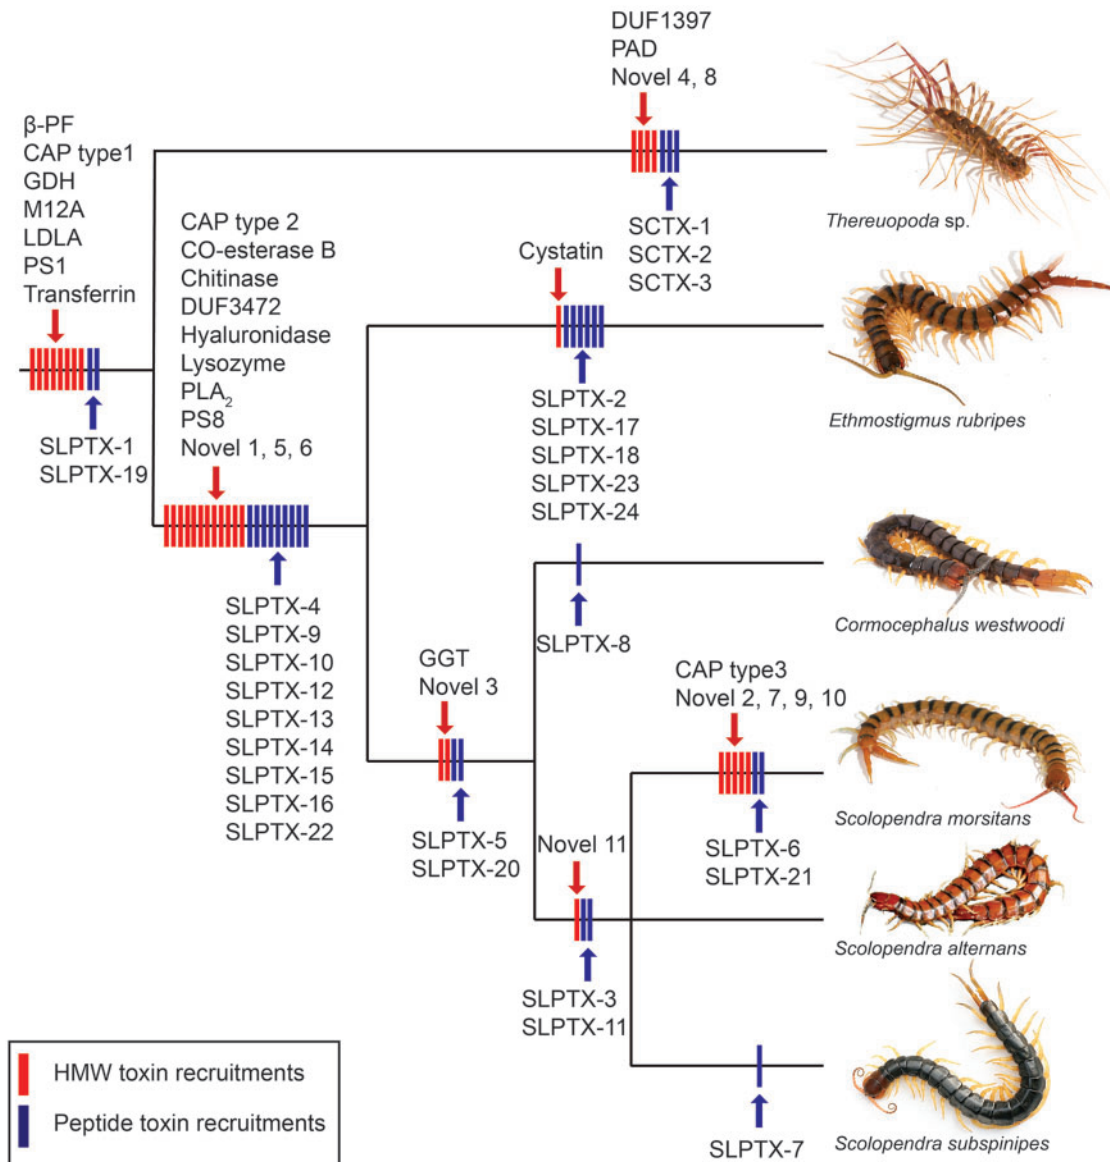 DUF1397
PAD
Novel 4, 8
SCTX-1
SCTX-2
SCTX-3
Thereuopoda sp.
β-PF
CAP type1
GDH
M12A
LDLA
PS1
Transferrin
SLPTX-1
SLPTX-19
CAP type 2
CO-esterase B
Chitinase
DUF3472
Hyaluronidase
Lysozyme
PLA2
PS8
Novel 1, 5, 6
SLPTX-4
SLPTX-9
SLPTX-10
SLPTX-12
SLPTX-13
SLPTX-14
SLPTX-15
SLPTX-16
SLPTX-22
Cystatin
SLPTX-2
SLPTX-17
SLPTX-18
SLPTX-23
SLPTX-24
Ethmostigmus rubripes
SLPTX-8
Cormocephalus westwoodi
GGT
Novel 3
SLPTX-5
SLPTX-20
CAP type3
Novel 2, 7, 9, 10
SLPTX-6
SLPTX-21
Scolopendra morsitans
Novel 11
SLPTX-3
SLPTX-11
Scolopendra alternans
SLPTX-7
Scolopendra subspinipes
HMW toxin recruitments
Peptide toxin recruitments